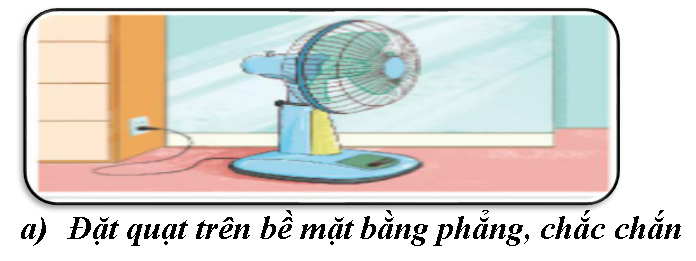 a) Đặt quạt trên bề mặt bằng phẳng, chắc chắn